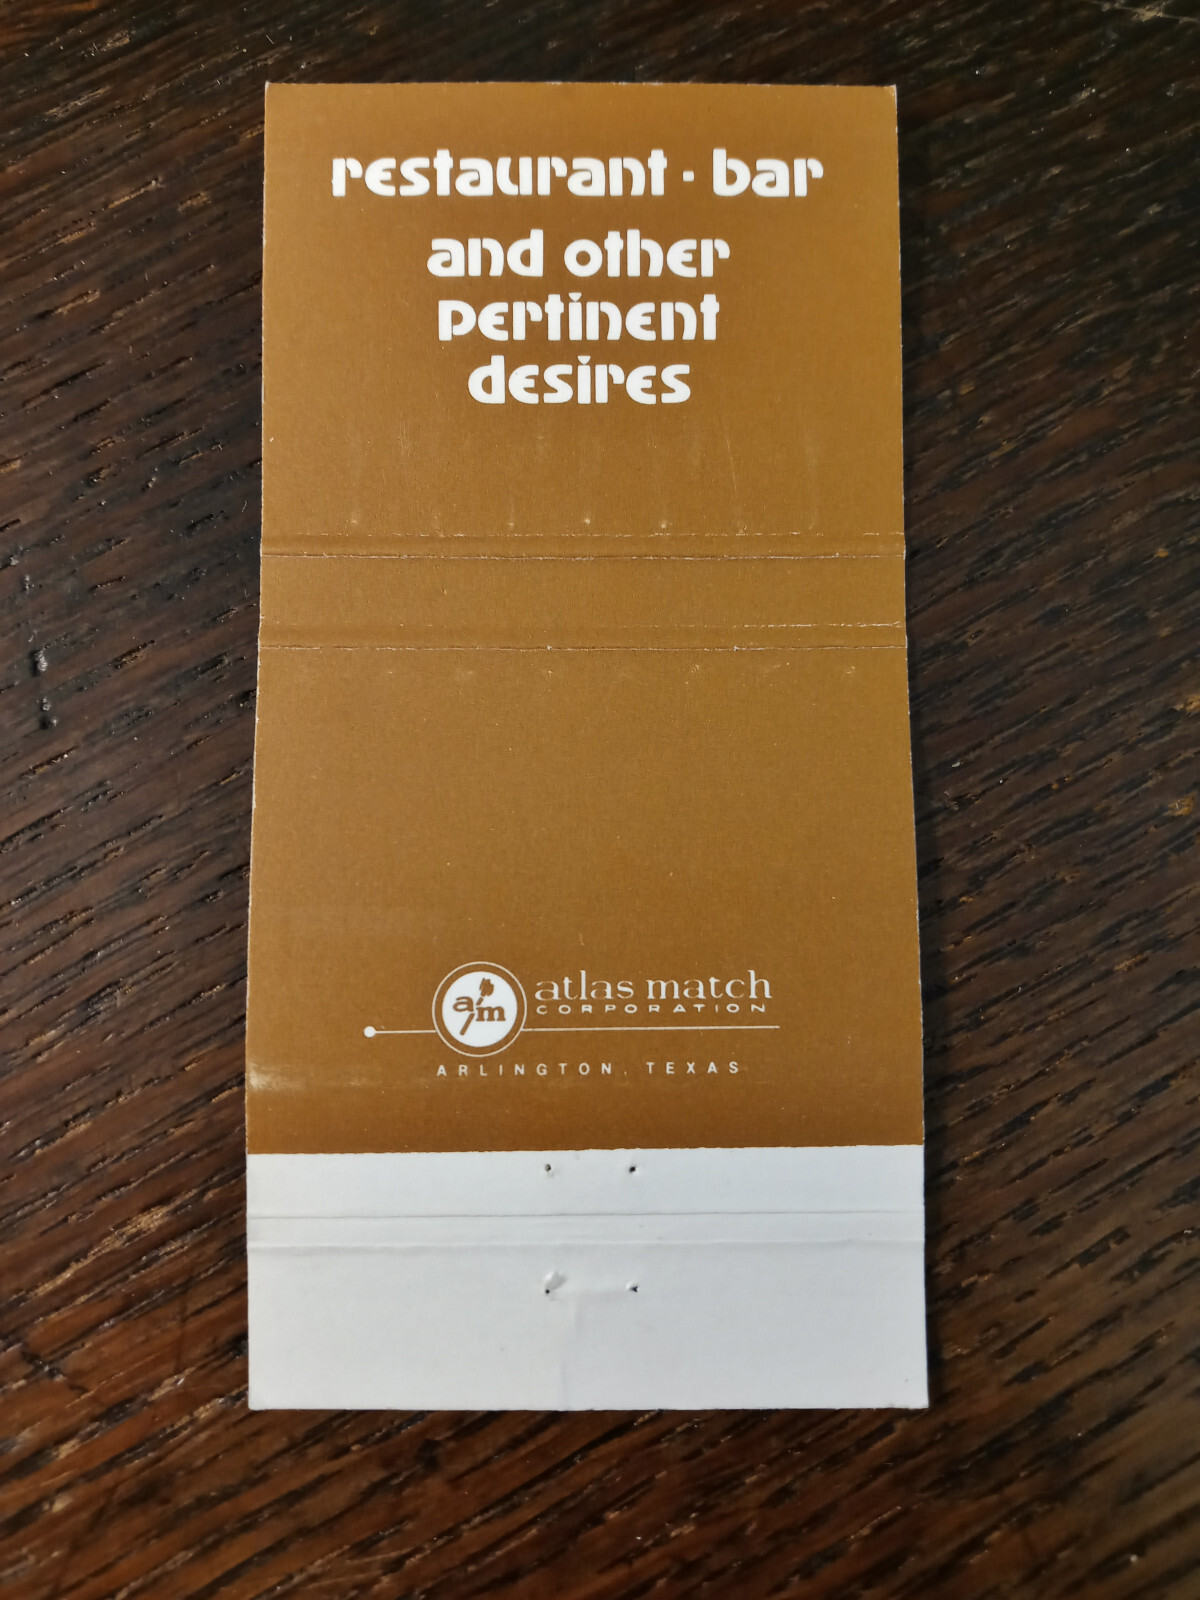 restaurant · bar
and other
pertinent
desires
a/m
atlas match
CORPORATION
ARLINGTON, TEXAS